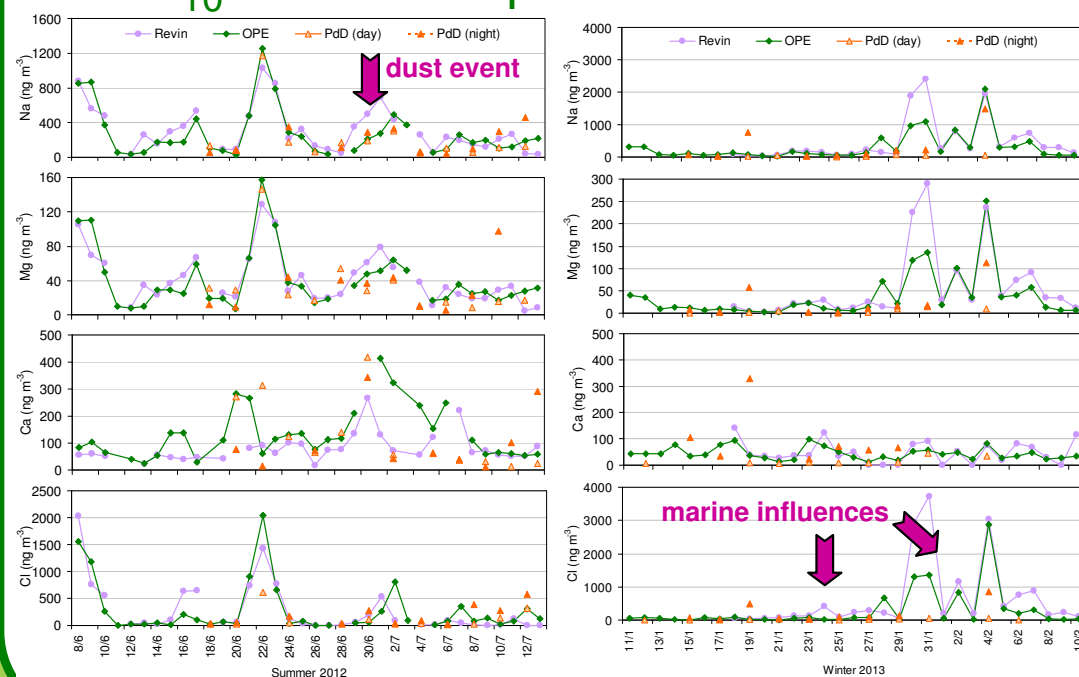 10
Revin OPE PdD (day) PdD (night)
dust event
Na (ng m-3)
1600
1200
800
400
0
Mg (ng m-3)
160
120
80
40
0
Ca (ng m-3)
500
400
300
200
100
0
Cl (ng m-3)
2500
2000
1500
1000
500
0
8/6 10/6 12/6 14/6 16/6 18/6 20/6 22/6 24/6 26/6 28/6 30/6 2/7 4/7 6/7 8/7 10/7 12/7
Summer 2012
Revin OPE PdD (day) PdD (night)
Na (ng m-3)
4000
3000
2000
1000
0
Mg (ng m-3)
300
250
200
150
100
50
0
Ca (ng m-3)
500
400
300
200
100
0
marine influences
Cl (ng m-3)
4000
3000
2000
1000
0
11/1 13/1 15/1 17/1 19/1 21/1 23/1 25/1 27/1 29/1 31/1 2/2 4/2 6/2 8/2
Winter 2013